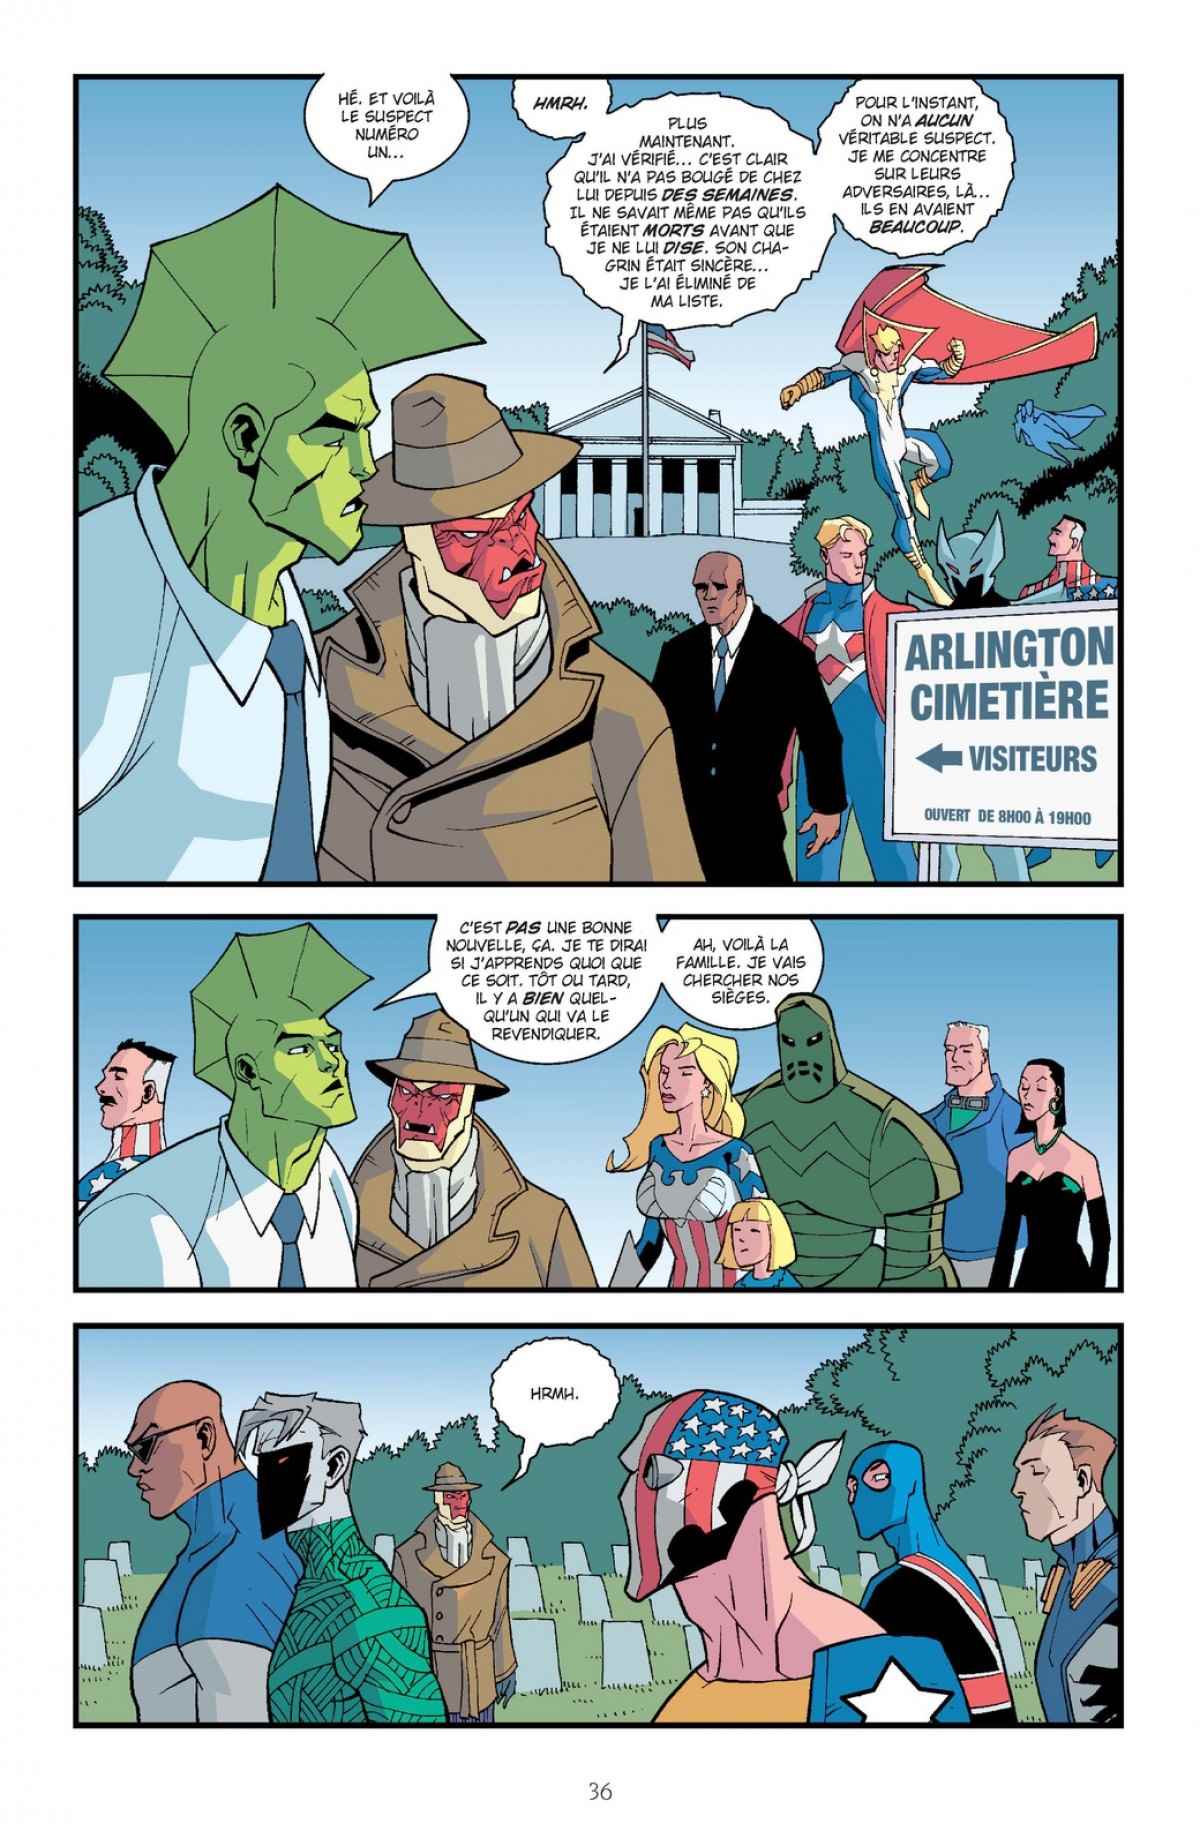 HÉ. ET VOILÀ
LE SUSPECT
NUMÉRO
UN...
HMRH.
PLUS
MAINTENANT.
J'AI VÉRIFIÉ... C'EST CLAIR
QU'IL N'A PAS BOUGÉ DE CHEZ
LUI DEPUIS DES SEMAINES.
IL NE SAVAIT MÊME PAS QU'ILS
ÉTAIENT MORTS AVANT QUE
JE NE LUI DISE. SON CHA-
GRIN ÉTAIT SINCÈRE...
JE L'AI ÉLIMINÉ DE
MA LISTE.
POUR L'INSTANT,
ON N'A AUCUN
VÉRITABLE SUSPECT.
JE ME CONCENTRE
SUR LEURS
ADVERSAIRES, LÀ...
ILS EN AVAIENT
BEAUCOUP.
ARLINGTON
CIMETIÈRE
VISITEURS
OUVERT DE 8H00 À 19H00
C'EST PAS UNE BONNE
NOUVELLE, ÇA. JE TE DIRAI
SI J'APPRENDS QUOI QUE
CE SOIT. TÔT OU TARD,
IL Y A BIEN QUEL-
QU'UN QUI VA LE
REVENDIQUER.
AH, VOILÀ LA
FAMILLE. JE VAIS
CHERCHER NOS
SIÈGES.
HRMH.
36